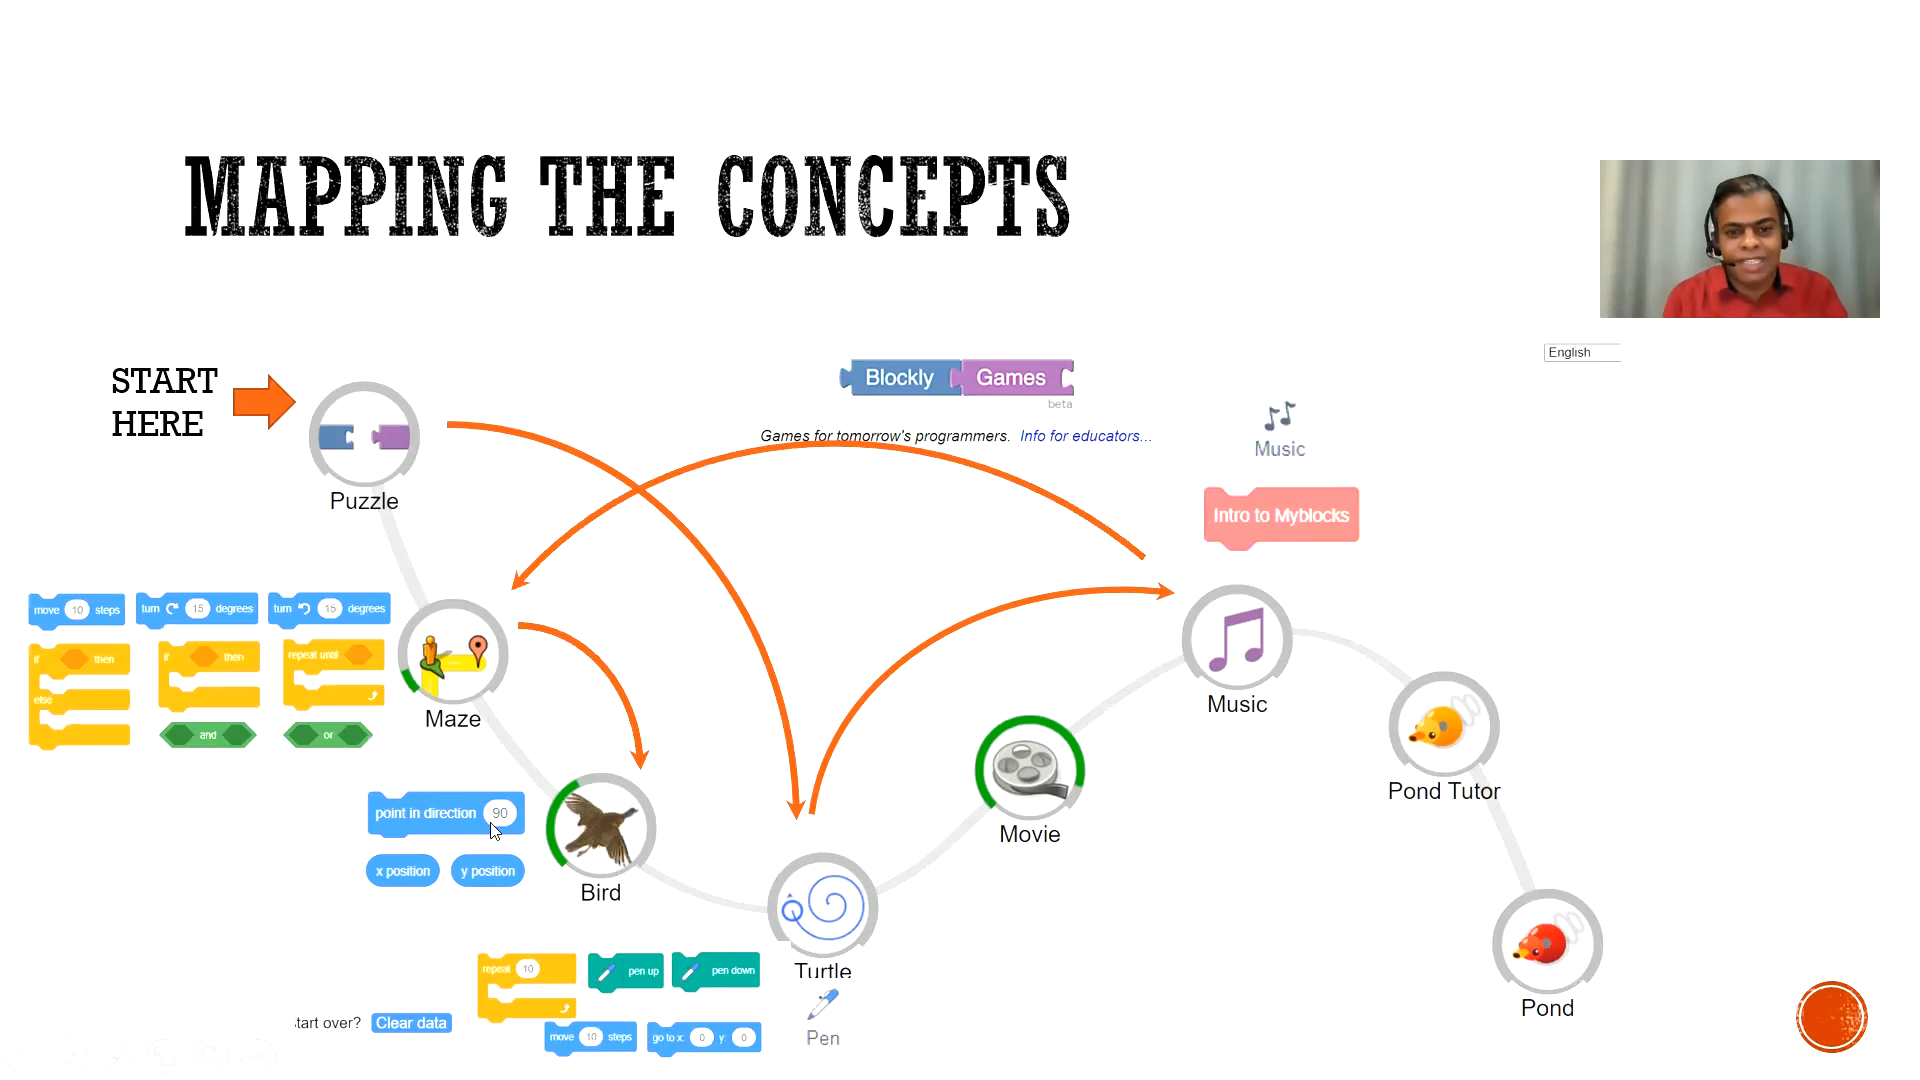 MAPPING THE CONCEPTS
English
START
HERE
Blockly Games
beta
Games for tomorrow's programmers. Info for educators...
Music
Intro to Myblocks
Puzzle
move 10 steps
turn 15 degrees
turn 15 degrees
if then
else
if then
repeat until
and
or
Maze
Music
point in direction 90
x position
y position
Bird
Movie
Pond Tutor
Turtle
repeat 10
pen up
pen down
Pen
tart over? Clear data
move 10 steps
go to x: 0 y: 0
Pond